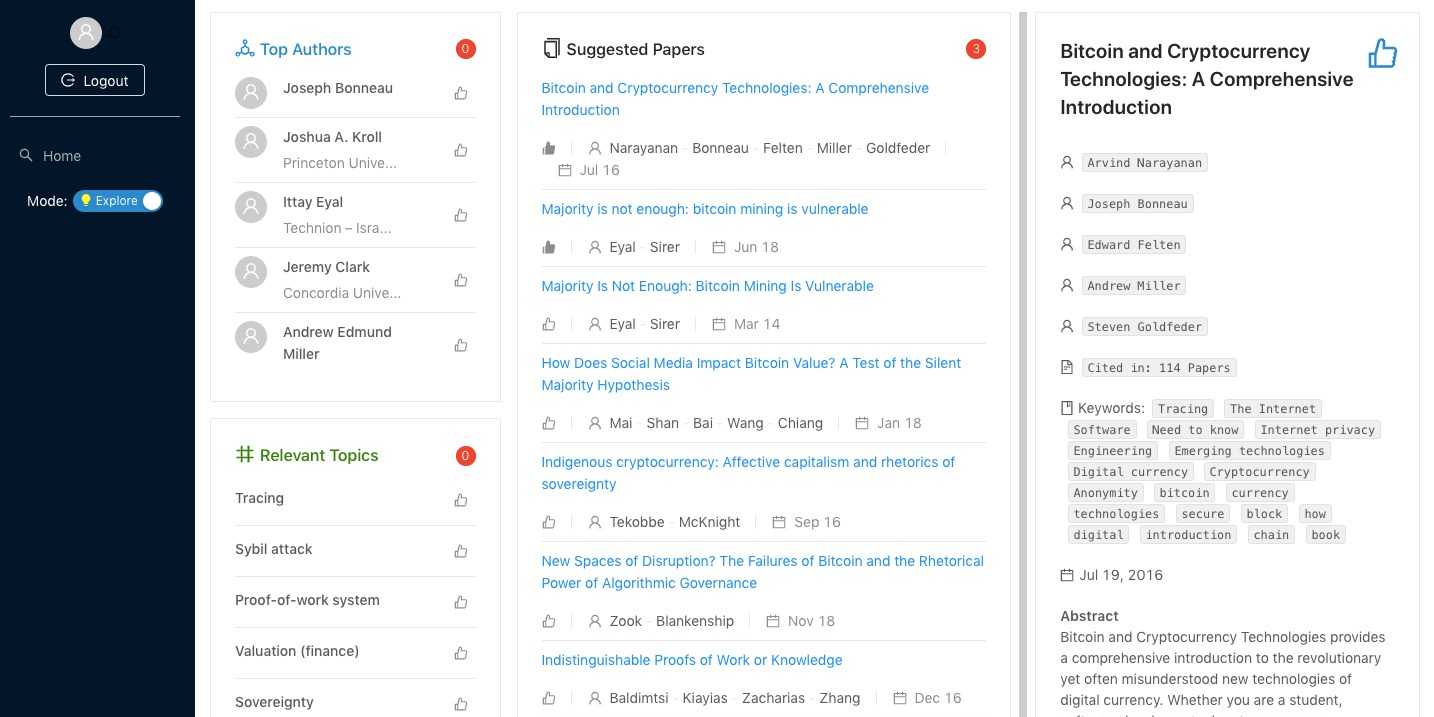 Logout
Home
Mode: Explore
Top Authors 0
Joseph Bonneau
Joshua A. Kroll
Princeton Unive...
Ittay Eyal
Technion – Isra...
Jeremy Clark
Concordia Unive...
Andrew Edmund
Miller
Relevant Topics 0
Tracing
Sybil attack
Proof-of-work system
Valuation (finance)
Sovereignty
Suggested Papers 3
Bitcoin and Cryptocurrency Technologies: A Comprehensive
Introduction
Narayanan - Bonneau - Felten - Miller - Goldfeder
Jul 16
Majority is not enough: bitcoin mining is vulnerable
Eyal - Sirer Jun 18
Majority Is Not Enough: Bitcoin Mining Is Vulnerable
Eyal - Sirer Mar 14
How Does Social Media Impact Bitcoin Value? A Test of the Silent
Majority Hypothesis
Mai - Shan - Bai - Wang - Chiang Jan 18
Indigenous cryptocurrency: Affective capitalism and rhetorics of
sovereignty
Tekobbe - McKnight Sep 16
New Spaces of Disruption? The Failures of Bitcoin and the Rhetorical
Power of Algorithmic Governance
Zook - Blankenship Nov 18
Indistinguishable Proofs of Work or Knowledge
Baldimtsi - Kiayias - Zacharias - Zhang Dec 16
Bitcoin and Cryptocurrency
Technologies: A Comprehensive
Introduction
Arvind Narayanan
Joseph Bonneau
Edward Felten
Andrew Miller
Steven Goldfeder
Cited in: 114 Papers
Keywords: Tracing The Internet
Software Need to know Internet privacy
Engineering Emerging technologies
Digital currency Cryptocurrency
Anonymity bitcoin currency
technologies secure block how
digital introduction chain book
Jul 19, 2016
Abstract
Bitcoin and Cryptocurrency Technologies provides
a comprehensive introduction to the revolutionary
yet often misunderstood new technologies of
digital currency. Whether you are a student,